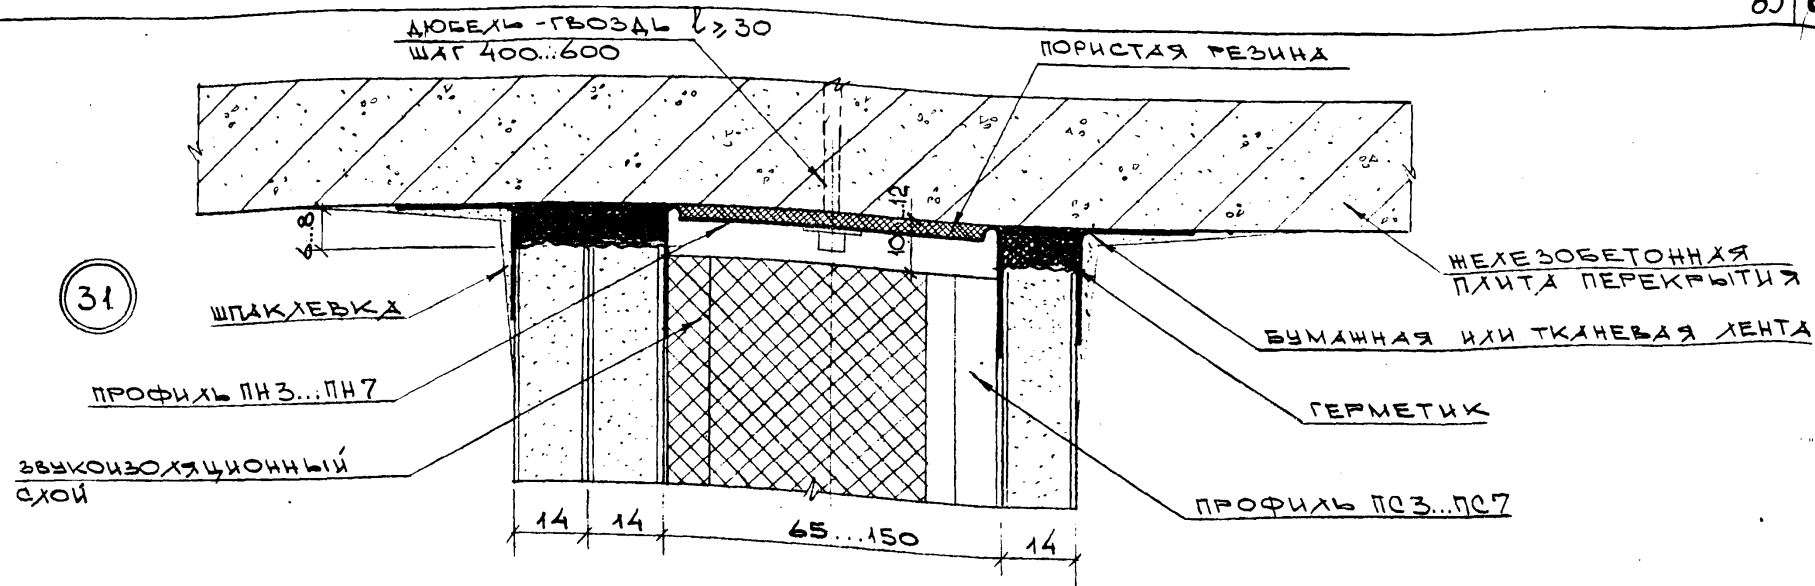 ДЮБЕЛЬ-ГВОЗДЬ l≥30
ШАГ 400...600
ПОРИСТАЯ РЕЗИНА
6...8
10...12
31
ШПАКЛЕВКА
ЖЕЛЕЗОБЕТОННАЯ
ПЛИТА ПЕРЕКРЫТИЯ
БУМАЖНАЯ ИЛИ ТКАНЕВАЯ ЛЕНТА
ПРОФИЛЬ ПН3...ПН7
ГЕРМЕТИК
ЗВУКОИЗОЛЯЦИОННЫЙ
СЛОЙ
ПРОФИЛЬ ПС3...ПС7
14
14
65...150
14